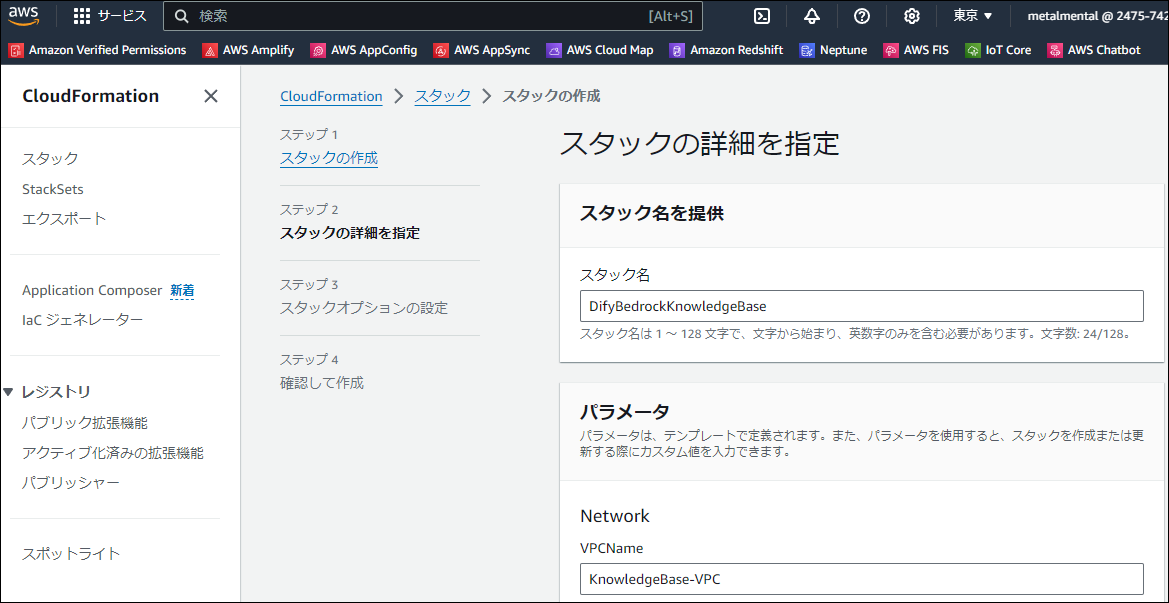 aws
サービス
検索
[Alt+S]
東京 ▼
metalmental @ 2475-742
Amazon Verified Permissions
AWS Amplify
AWS AppConfig
AWS AppSync
AWS Cloud Map
Amazon Redshift
Neptune
AWS FIS
IoT Core
AWS Chatbot
CloudFormation
スタック
StackSets
エクスポート
Application Composer 新着
IaC ジェネレーター
レジストリ
パブリック拡張機能
アクティブ化済みの拡張機能
パブリッシャー
スポットライト
CloudFormation > スタック > スタックの作成
ステップ 1
スタックの作成
ステップ 2
スタックの詳細を指定
ステップ 3
スタックオプションの設定
ステップ 4
確認して作成
スタックの詳細を指定
スタック名を提供
スタック名
DifyBedrockKnowledgeBase
スタック名は 1 ～ 128 文字で、文字から始まり、英数字のみを含む必要があります。文字数: 24/128。
パラメータ
パラメータは、テンプレートで定義されます。また、パラメータを使用すると、スタックを作成または更
新する際にカスタム値を入力できます。
Network
VPCName
KnowledgeBase-VPC